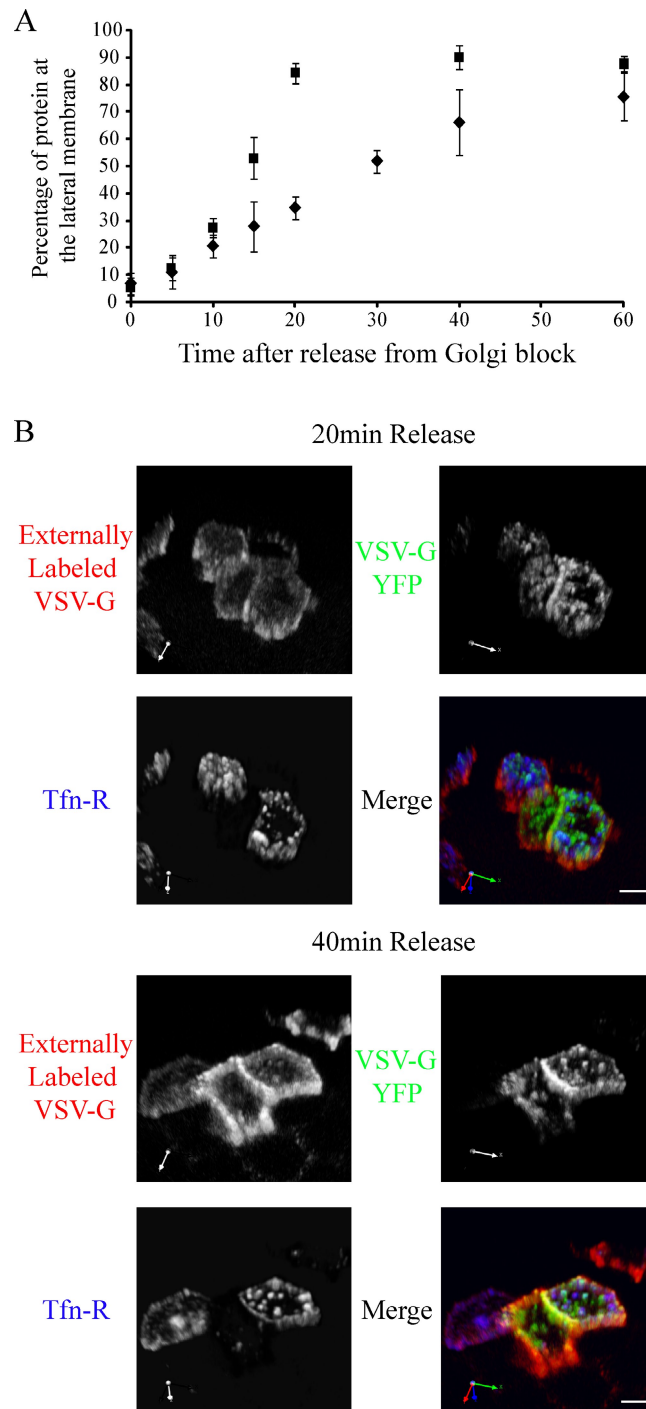 A
Percentage of protein at
the lateral membrane
100
90
80
70
60
50
40
30
20
10
0
0
10
20
30
40
50
60
Time after release from Golgi block
B
20min Release
Externally
Labeled
VSV-G
VSV-G
YFP
x
Tfn-R
Merge
x
40min Release
Externally
Labeled
VSV-G
VSV-G
YFP
x
Tfn-R
Merge
x